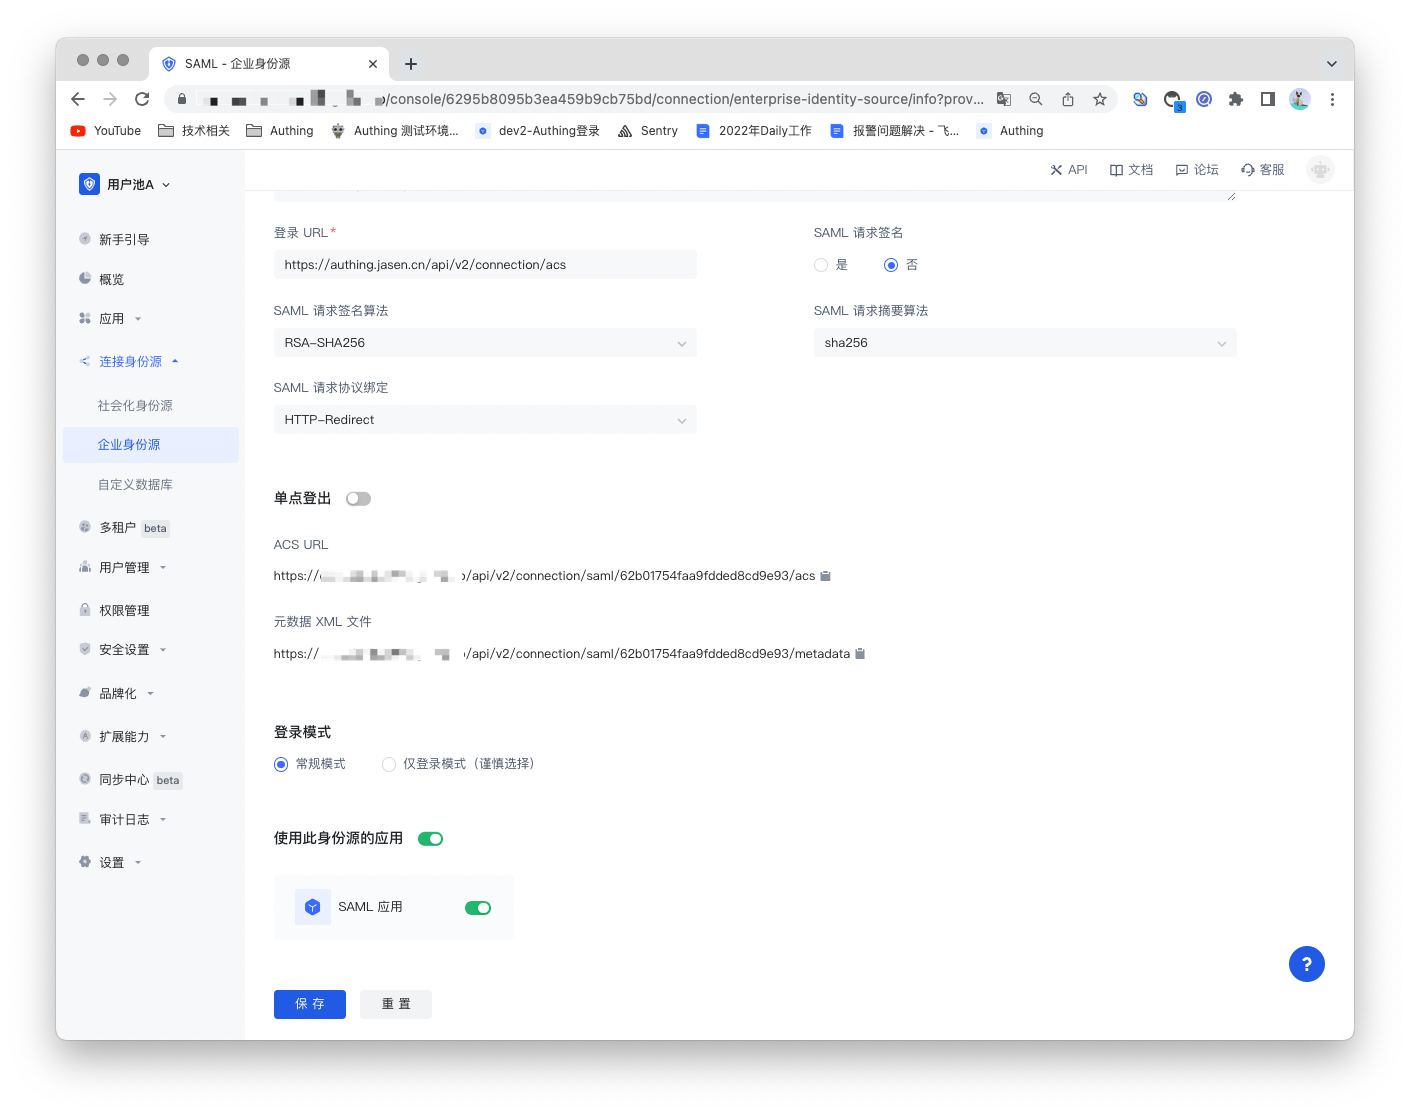 SAML - 企业身份源
/console/6295b8095b3ea459b9cb75bd/connection/enterprise-identity-source/info?prov...
3
YouTube 技术相关 Authing Authing 测试环境... dev2-Authing登录 Sentry 2022年Daily工作 报警问题解决 - 飞... Authing
用户池A
API 文档 论坛 客服
新手引导
概览
应用
连接身份源
社会化身份源
企业身份源
自定义数据库
多租户 beta
用户管理
权限管理
安全设置
品牌化
扩展能力
同步中心 beta
审计日志
设置
登录 URL*
https://authing.jasen.cn/api/v2/connection/acs
SAML 请求签名
是 否
SAML 请求签名算法
RSA-SHA256
SAML 请求摘要算法
sha256
SAML 请求协议绑定
HTTP-Redirect
单点登出
ACS URL
https:// /api/v2/connection/saml/62b01754faa9fdded8cd9e93/acs
元数据 XML 文件
https:// /api/v2/connection/saml/62b01754faa9fdded8cd9e93/metadata
登录模式
常规模式 仅登录模式（谨慎选择）
使用此身份源的应用
SAML 应用
保 存 重 置
?